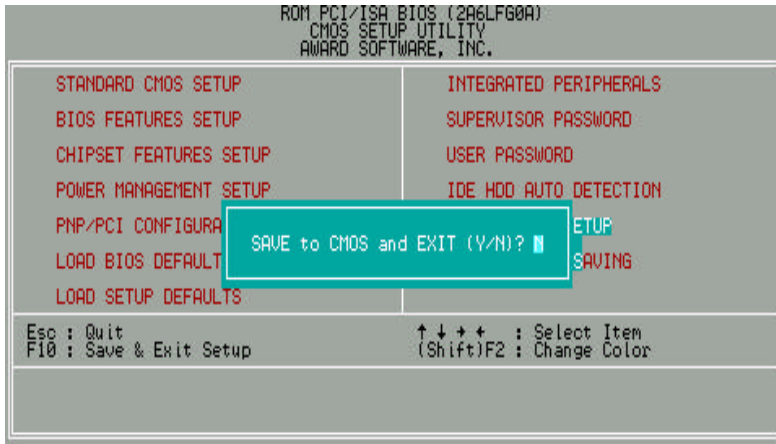 ROM PCI/ISA BIOS (2A6LFG0A)
CMOS SETUP UTILITY
AWARD SOFTWARE, INC.
STANDARD CMOS SETUP
BIOS FEATURES SETUP
CHIPSET FEATURES SETUP
POWER MANAGEMENT SETUP
PNP/PCI CONFIGURA
LOAD BIOS DEFAULT
LOAD SETUP DEFAULTS
INTEGRATED PERIPHERALS
SUPERVISOR PASSWORD
USER PASSWORD
IDE HDD AUTO DETECTION
ETUP
SAVING
SAVE to CMOS and EXIT (Y/N)? N
Esc : Quit
F10 : Save & Exit Setup
↑ ↓ → ← : Select Item
(Shift)F2 : Change Color